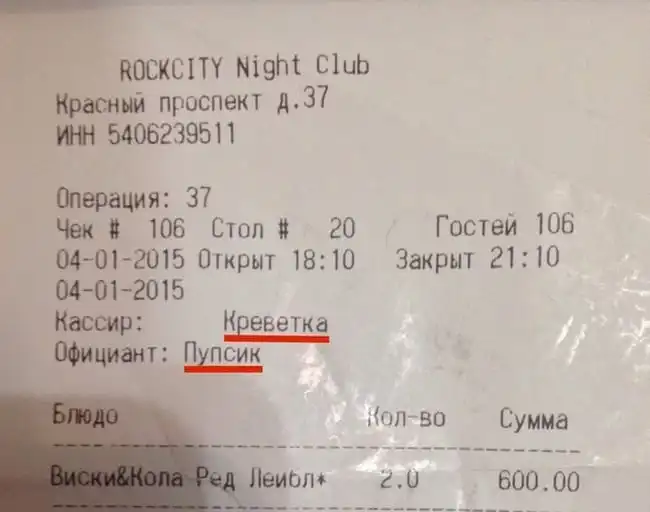 ROCKCITY Night Club
Красный проспект д.37
ИНН 5406239511
Операция: 37
Чек # 106 Стол # 20 Гостей 106
04-01-2015 Открыт 18:10 Закрыт 21:10
04-01-2015
Кассир: Креветка
Официант: Пупсик
Блюдо Кол-во Сумма
Виски&Кола Ред Лейбл* 2.0 600.00